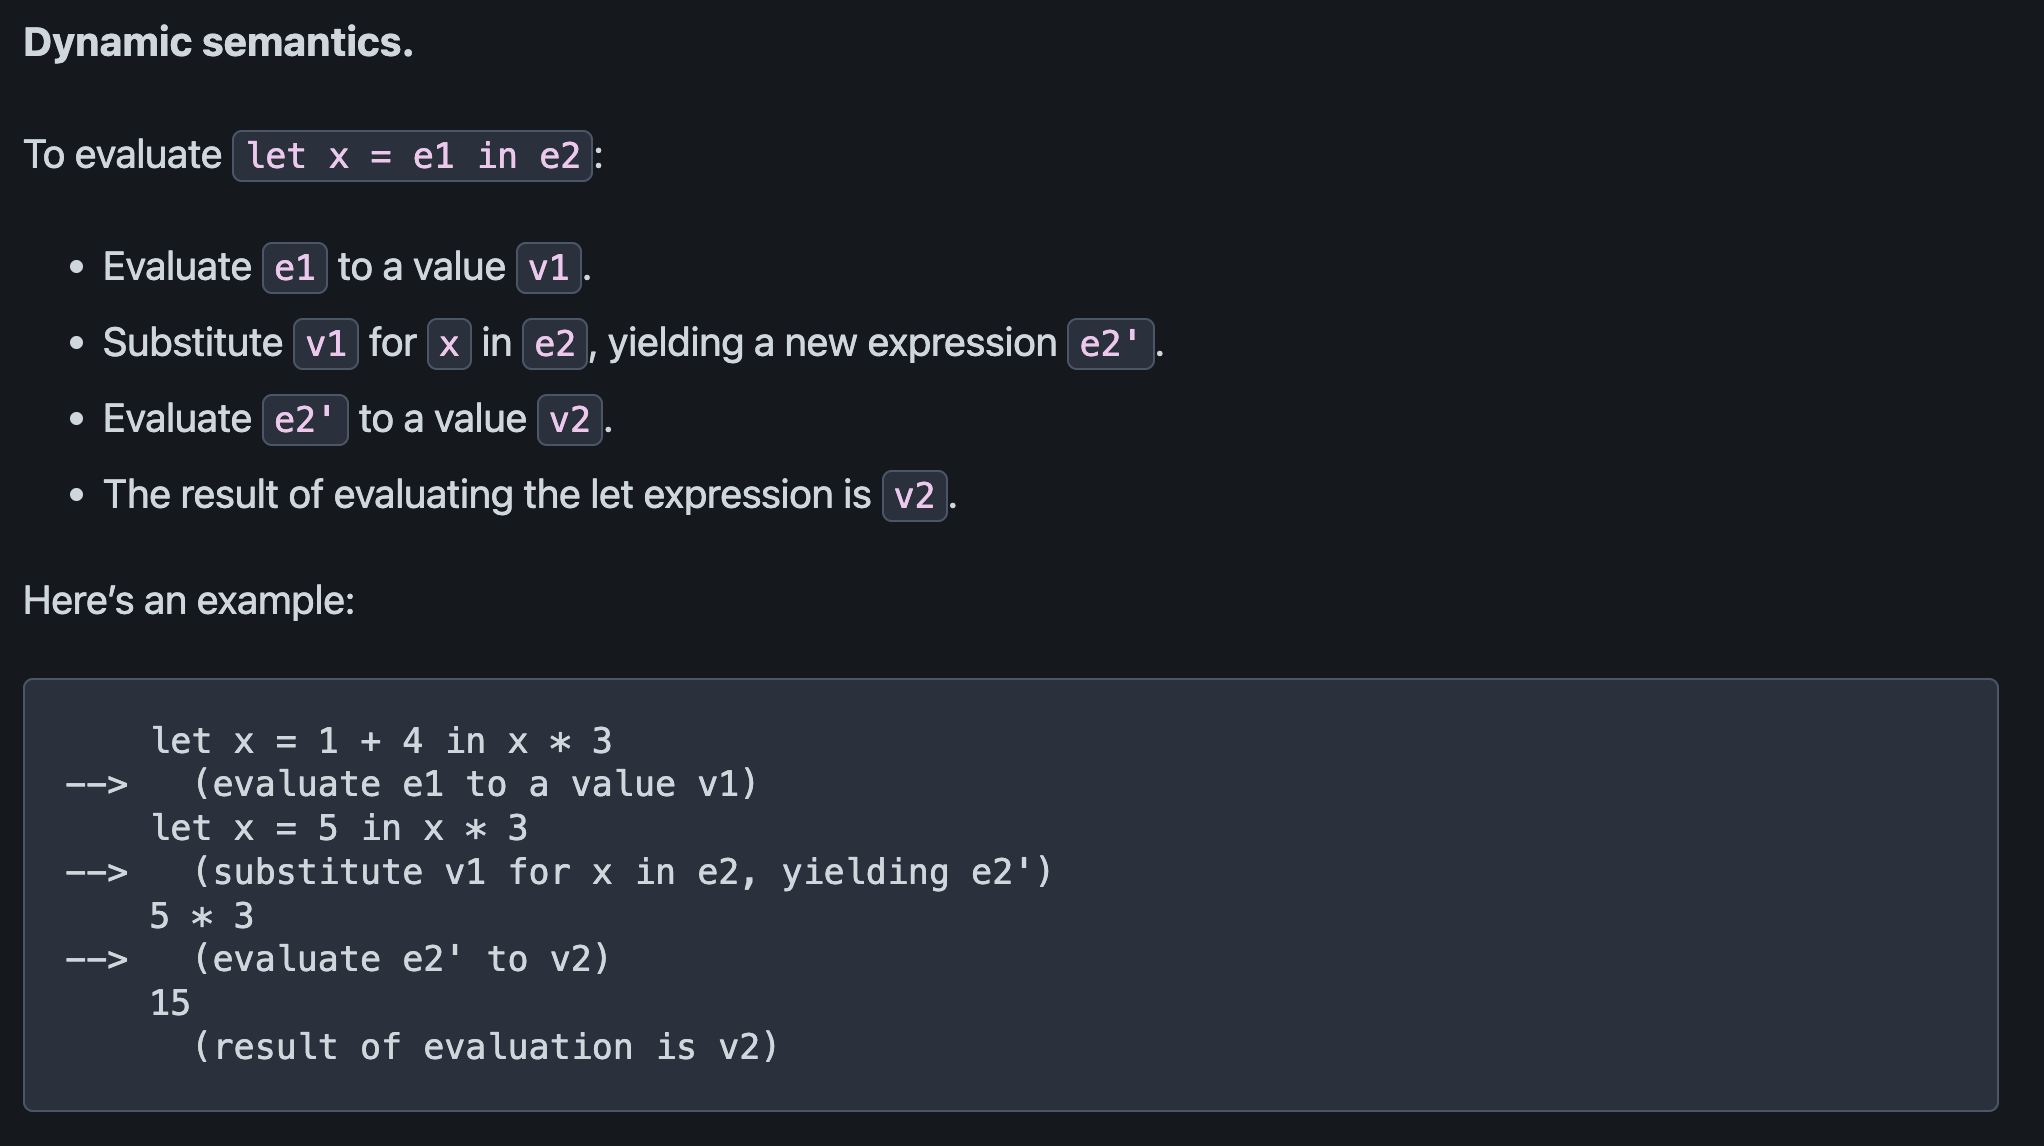 Dynamic semantics.
To evaluate let x = e1 in e2:
• Evaluate e1 to a value v1.
• Substitute v1 for x in e2, yielding a new expression e2'.
• Evaluate e2' to a value v2.
• The result of evaluating the let expression is v2.
Here’s an example:
    let x = 1 + 4 in x * 3
-->   (evaluate e1 to a value v1)
    let x = 5 in x * 3
-->   (substitute v1 for x in e2, yielding e2')
    5 * 3
-->   (evaluate e2' to v2)
    15
      (result of evaluation is v2)